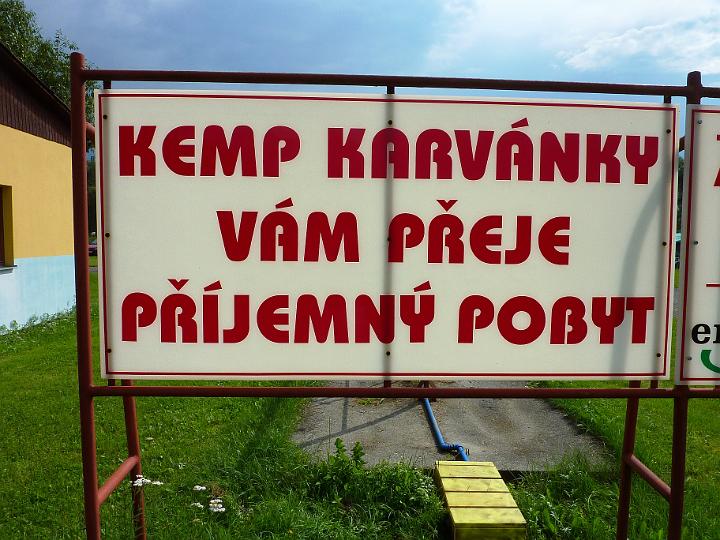 KEMP KARVÁNKY
VÁM PŘEJE
PŘÍJEMNÝ POBYT